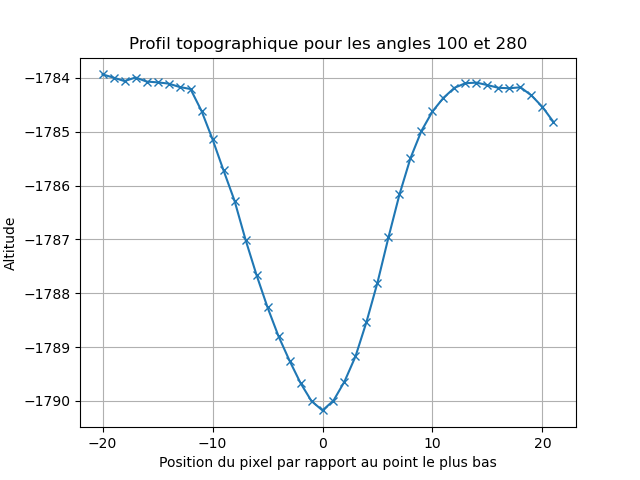 Profil topographique pour les angles 100 et 280
−1784
−1785
−1786
−1787
−1788
−1789
−1790
Altitude
−20 −10 0 10 20
Position du pixel par rapport au point le plus bas